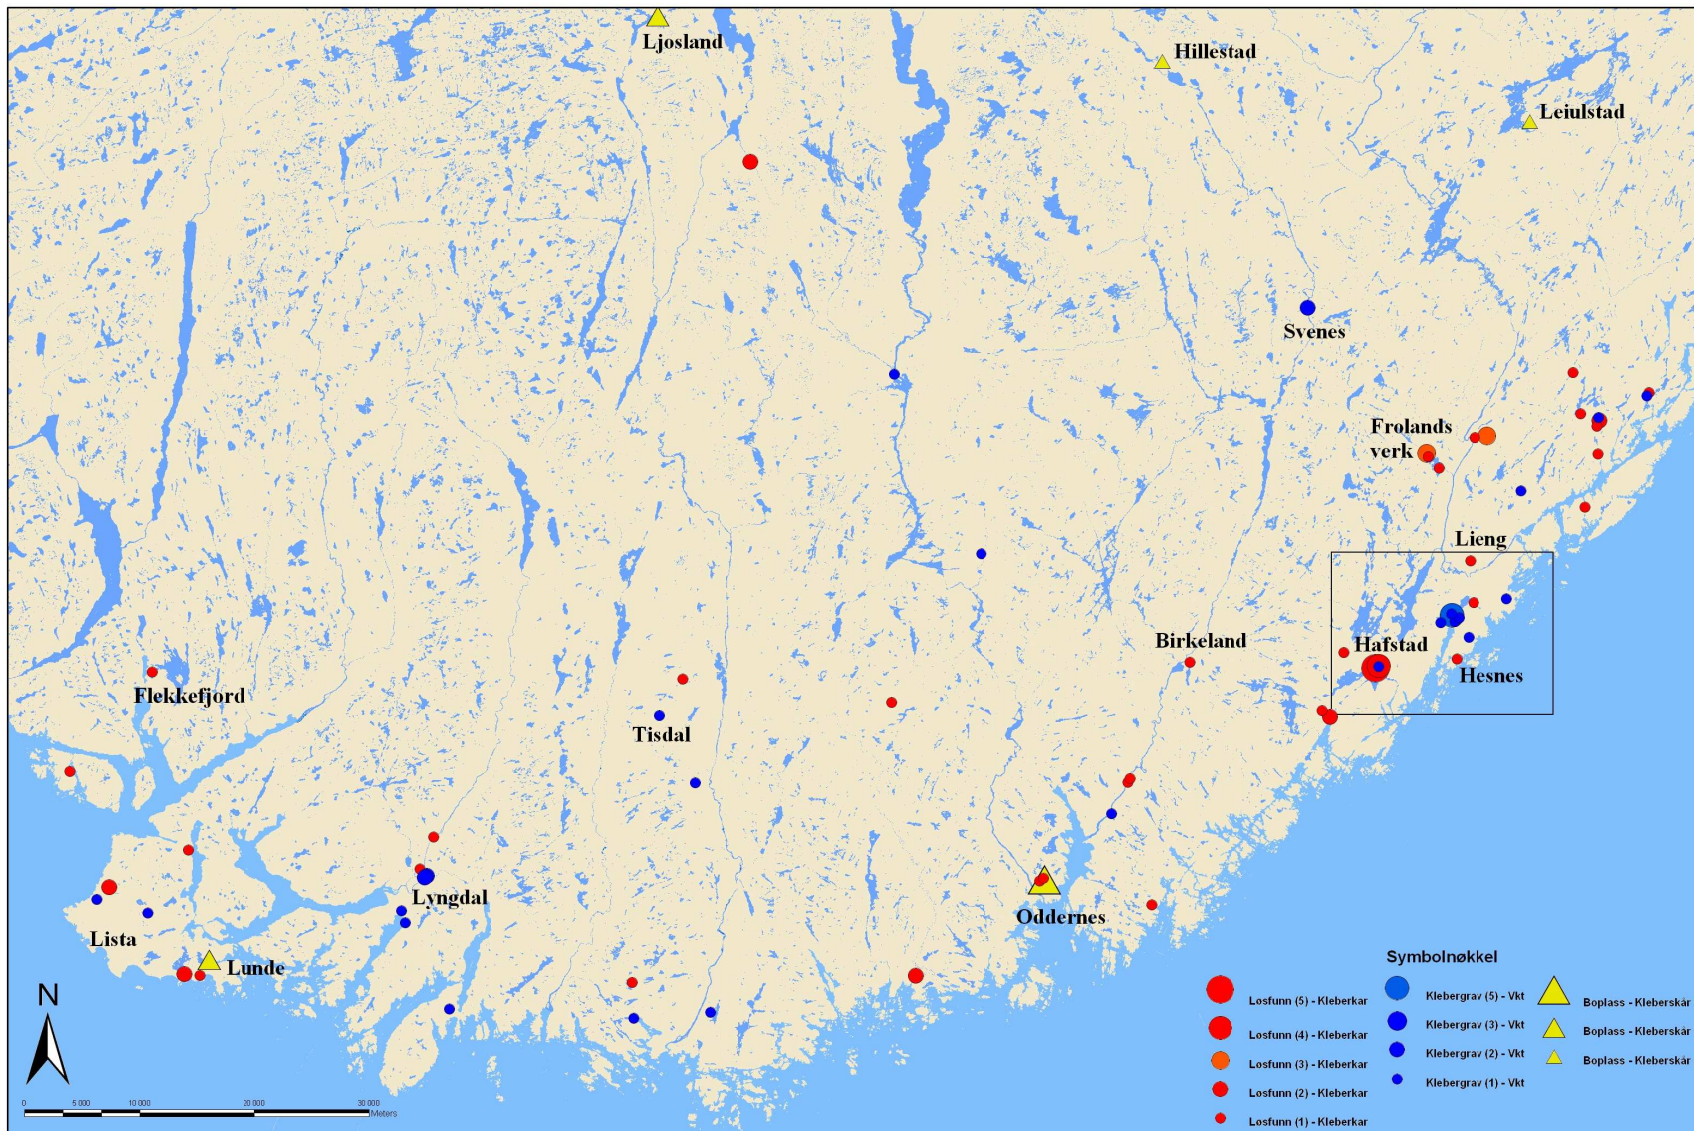 Ljosland
Hillestad
Leiulstad
Svenes
Frolands
verk
Lieng
Birkeland
Hafstad
Hesnes
Flekkefjord
Tisdal
Lyngdal
Oddernes
Lista
Lunde
N
0 5 000 10 000 20 000 30 000
Meters
Symbolnøkkel
Løsfunn (5) - Kleberkar
Løsfunn (4) - Kleberkar
Løsfunn (3) - Kleberkar
Løsfunn (2) - Kleberkar
Løsfunn (1) - Kleberkar
Klebergrav (5) - Vkt
Klebergrav (3) - Vkt
Klebergrav (2) - Vkt
Klebergrav (1) - Vkt
Boplass - Kleberskår
Boplass - Kleberskår
Boplass - Kleberskår